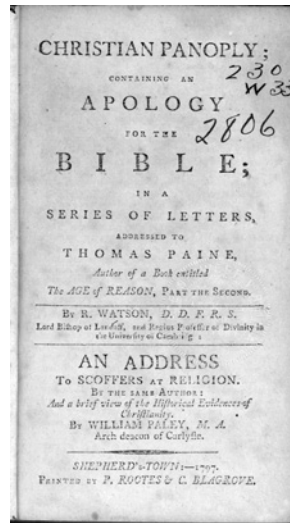 CHRISTIAN PANOPLY;
CONTAINING AN
230
W 33
APOLOGY
FOR THE
2806
BIBLE;
IN A
SERIES OF LETTERS,
ADDRESSED TO
THOMAS PAINE,
Author of a Book entitled
The AGE of REASON, PART THE SECOND.
BY R. WATSON, D. D. F. R. S.
Lord Bishop of Landaff, and Regius Professor of Divinity in
the University of Cambridge:
AN ADDRESS
TO SCOFFERS AT RELIGION.
BY THE SAME AUTHOR:
And a brief view of the Historical Evidences of
Christianity.
BY WILLIAM PALEY, M. A.
Arch deacon of Carlysle.
SHEPHERD's-TOWN:—1797.
PRINTED BY P. ROOTES & C. BLAGROVE.